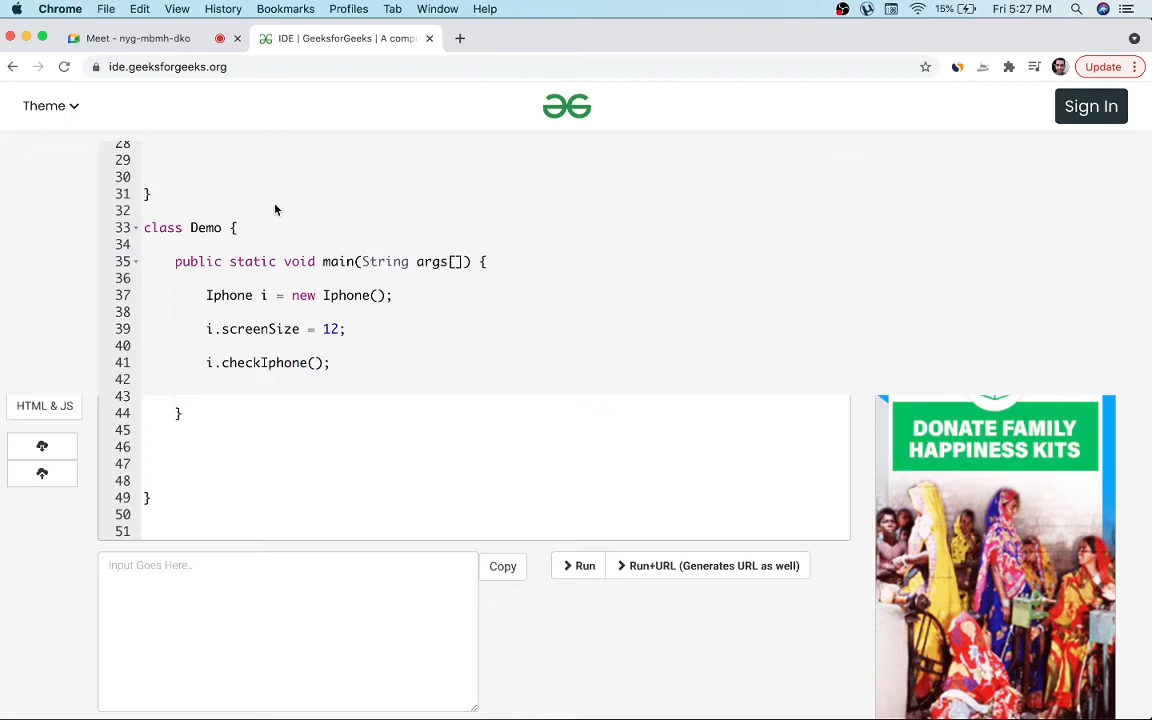 Chrome File Edit View History Bookmarks Profiles Tab Window Help 15% Fri 5:27 PM
Meet - nyg-mbmh-dko IDE | GeeksforGeeks | A comp
ide.geeksforgeeks.org Update
Theme Sign In
28
29
30
31 }
32
33 class Demo {
34
35 public static void main(String args[]) {
36
37 Iphone i = new Iphone();
38
39 i.screenSize = 12;
40
41 i.checkIphone();
42
43
44 }
45
46
47
48
49 }
50
51
HTML & JS
DONATE FAMILY
HAPPINESS KITS
Input Goes Here..
Copy
Run
Run+URL (Generates URL as well)